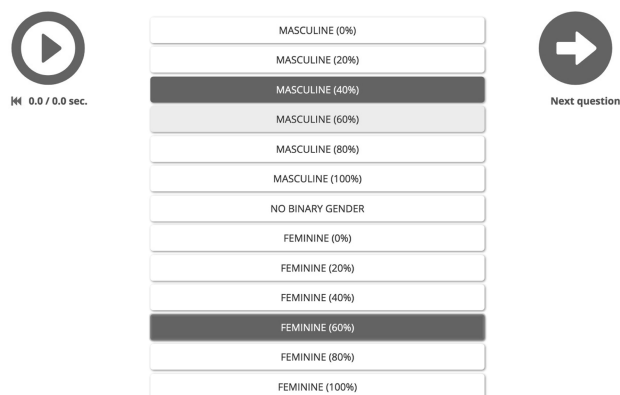 MASCULINE (0%)
MASCULINE (20%)
MASCULINE (40%)
MASCULINE (60%)
MASCULINE (80%)
MASCULINE (100%)
NO BINARY GENDER
FEMININE (0%)
FEMININE (20%)
FEMININE (40%)
FEMININE (60%)
FEMININE (80%)
FEMININE (100%)
0.0 / 0.0 sec.
Next question